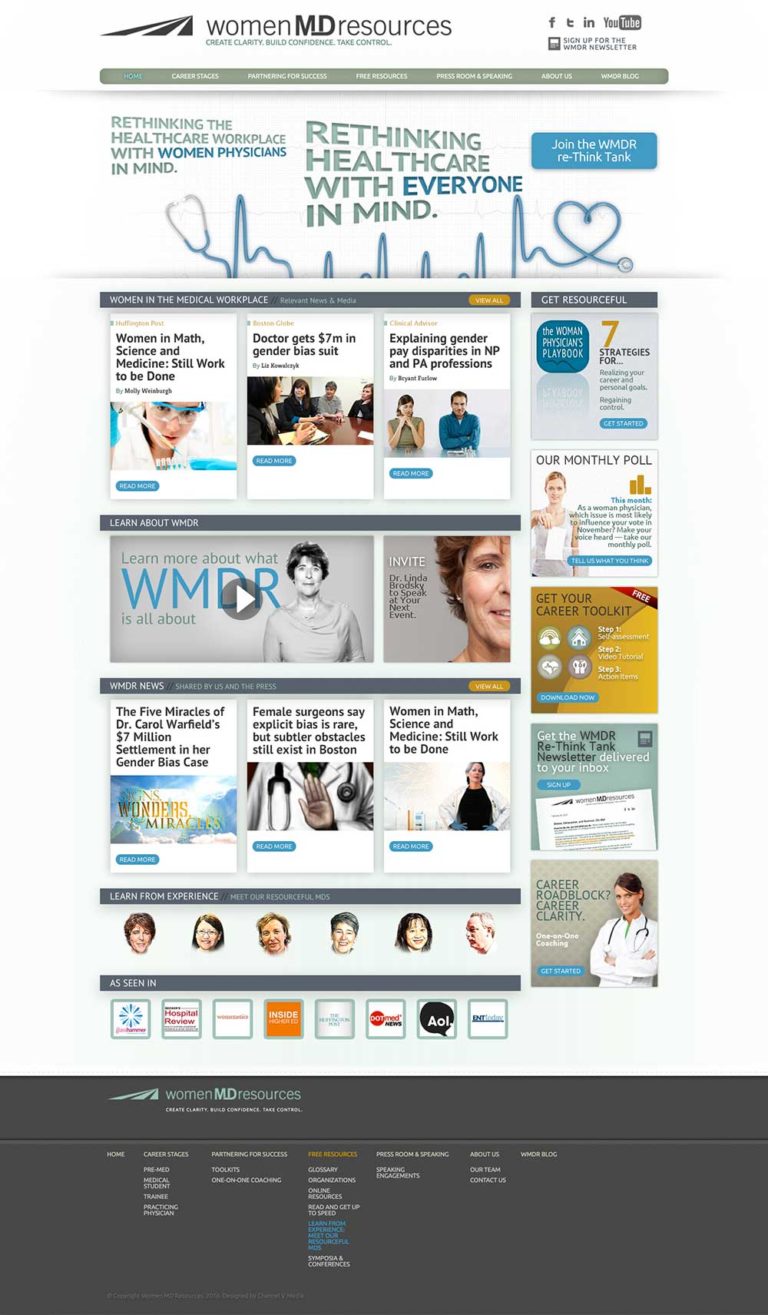 womenMDresources
CREATE CLARITY. BUILD CONFIDENCE. TAKE CONTROL.
You Tube
SIGN UP FOR THE
WMDR NEWSLETTER
HOME
CAREER STAGES
PARTNERING FOR SUCCESS
FREE RESOURCES
PRESS ROOM & SPEAKING
ABOUT US
WMDR BLOG
RETHINKING THE
HEALTHCARE WORKPLACE
WITH WOMEN PHYSICIANS
IN MIND.
RETHINKING
HEALTHCARE
WITH EVERYONE
IN MIND.
Join the WMDR
re-Think Tank
WOMEN IN THE MEDICAL WORKPLACE // Relevant News & Media
VIEW ALL
Huffington Post
Women in Math,
Science and
Medicine: Still Work
to be Done
By Molly Weinburgh
READ MORE
Boston Globe
Doctor gets $7m in
gender bias suit
By Liz Kowalczyk
READ MORE
Clinical Advisor
Explaining gender
pay disparities in NP
and PA professions
By Bryant Furlow
READ MORE
LEARN ABOUT WMDR
Learn more about what
WMDR
is all about
INVITE
Dr. Linda
Brodsky
to Speak
at Your
Next
Event.
WMDR NEWS // SHARED BY US AND THE PRESS
VIEW ALL
The Five Miracles of
Dr. Carol Warfield's
$7 Million
Settlement in her
Gender Bias Case
SIGNS,
WONDERS,
& MIRACLES
READ MORE
Female surgeons say
explicit bias is rare,
but subtler obstacles
still exist in Boston
READ MORE
Women in Math,
Science and
Medicine: Still Work
to be Done
READ MORE
LEARN FROM EXPERIENCE // MEET OUR RESOURCEFUL MDS
AS SEEN IN
Hospital
Review
womenetics
INSIDE
HIGHER ED
THE
HUFFINGTON
POST
DOTmed
NEWS
Aol.
ENTtoday
GET RESOURCEFUL
the WOMAN
PHYSICIAN'S
PLAYBOOK
7
STRATEGIES
FOR...
Realizing your
career and
personal goals.
Regaining
control.
GET STARTED
OUR MONTHLY POLL
This month:
As a woman physician,
which issue is most likely
to influence your vote in
November? Make your
voice heard — take our
monthly poll.
TELL US WHAT YOU THINK
GET YOUR
CAREER TOOLKIT
FREE
Step 1:
Self-assessment
Step 2:
Video Tutorial
Step 3:
Action Items
DOWNLOAD NOW
Get the WMDR
Re-Think Tank
Newsletter delivered
to your inbox
SIGN UP
womenMDresources
CAREER
ROADBLOCK?
CAREER
CLARITY.
One-on-One
Coaching
GET STARTED
womenMDresources
CREATE CLARITY. BUILD CONFIDENCE. TAKE CONTROL.
HOME
CAREER STAGES
PRE-MED
MEDICAL
STUDENT
TRAINEE
PRACTICING
PHYSICIAN
PARTNERING FOR SUCCESS
TOOLKITS
ONE-ON-ONE COACHING
FREE RESOURCES
GLOSSARY
ORGANIZATIONS
ONLINE
RESOURCES
READ AND GET UP
TO SPEED
LEARN FROM
EXPERIENCE:
MEET OUR
RESOURCEFUL
MDS
SYMPOSIA &
CONFERENCES
PRESS ROOM & SPEAKING
SPEAKING
ENGAGEMENTS
ABOUT US
OUR TEAM
CONTACT US
WMDR BLOG
© Copyright Women MD Resources, 2016. Designed by Channel V Media